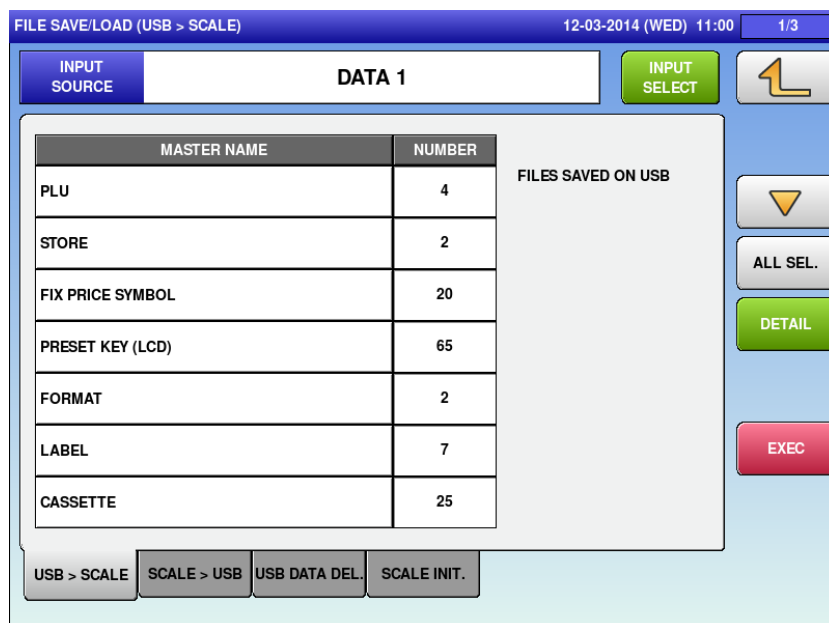 FILE SAVE/LOAD (USB > SCALE) 12-03-2014 (WED) 11:00 1/3
INPUT
SOURCE
DATA 1
INPUT
SELECT
MASTER NAME NUMBER
FILES SAVED ON USB
PLU 4
STORE 2
FIX PRICE SYMBOL 20
PRESET KEY (LCD) 65
FORMAT 2
LABEL 7
CASSETTE 25
ALL SEL.
DETAIL
EXEC
USB > SCALE SCALE > USB USB DATA DEL. SCALE INIT.